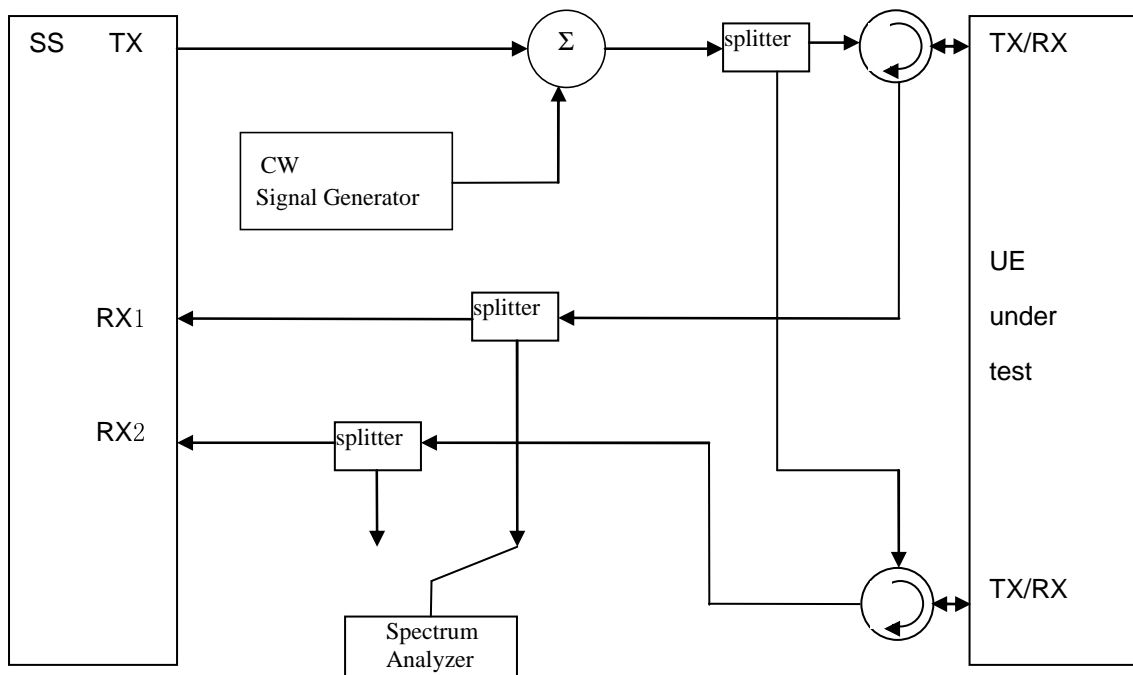 SS TX
Σ
splitter
TX/RX
CW
Signal Generator
UE
under
test
splitter
RX1
RX2
splitter
TX/RX
Spectrum
Analyzer